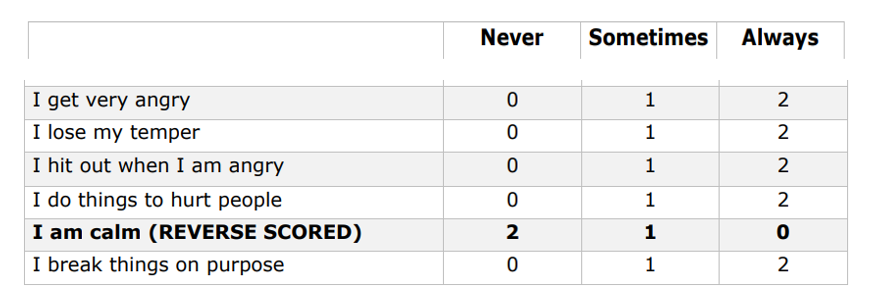 Never Sometimes Always
I get very angry 0 1 2
I lose my temper 0 1 2
I hit out when I am angry 0 1 2
I do things to hurt people 0 1 2
I am calm (REVERSE SCORED) 2 1 0
I break things on purpose 0 1 2